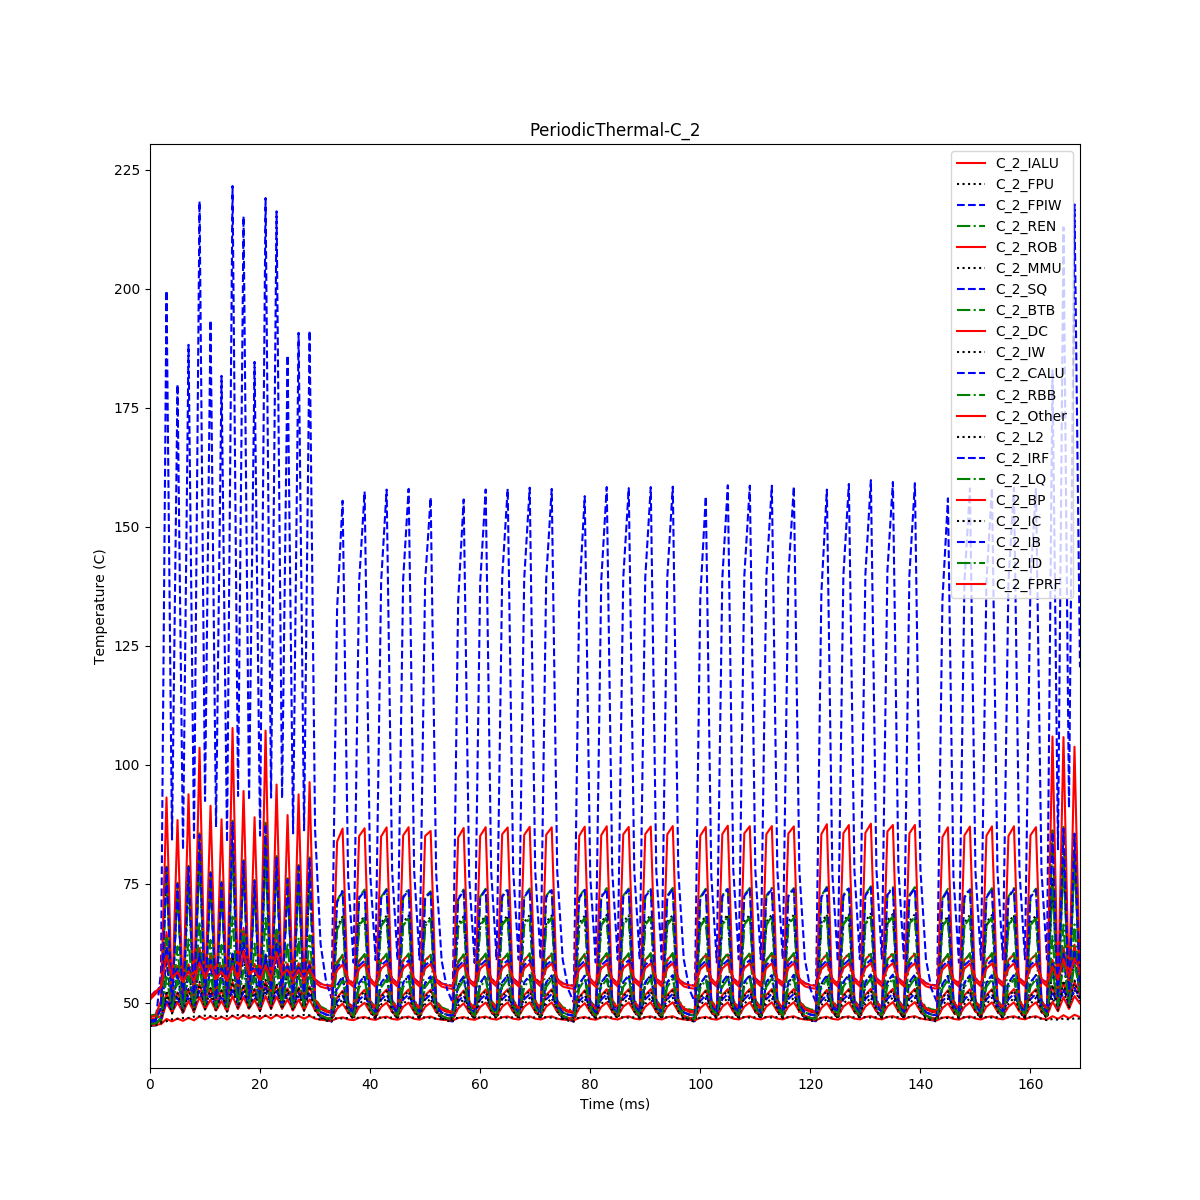 PeriodicThermal-C_2
Temperature (C)
225
200
175
150
125
100
75
50
0
20
40
60
80
100
120
140
160
Time (ms)
C_2_IALU
C_2_FPU
C_2_FPIW
C_2_REN
C_2_ROB
C_2_MMU
C_2_SQ
C_2_BTB
C_2_DC
C_2_IW
C_2_CALU
C_2_RBB
C_2_Other
C_2_L2
C_2_IRF
C_2_LQ
C_2_BP
C_2_IC
C_2_IB
C_2_ID
C_2_FPRF